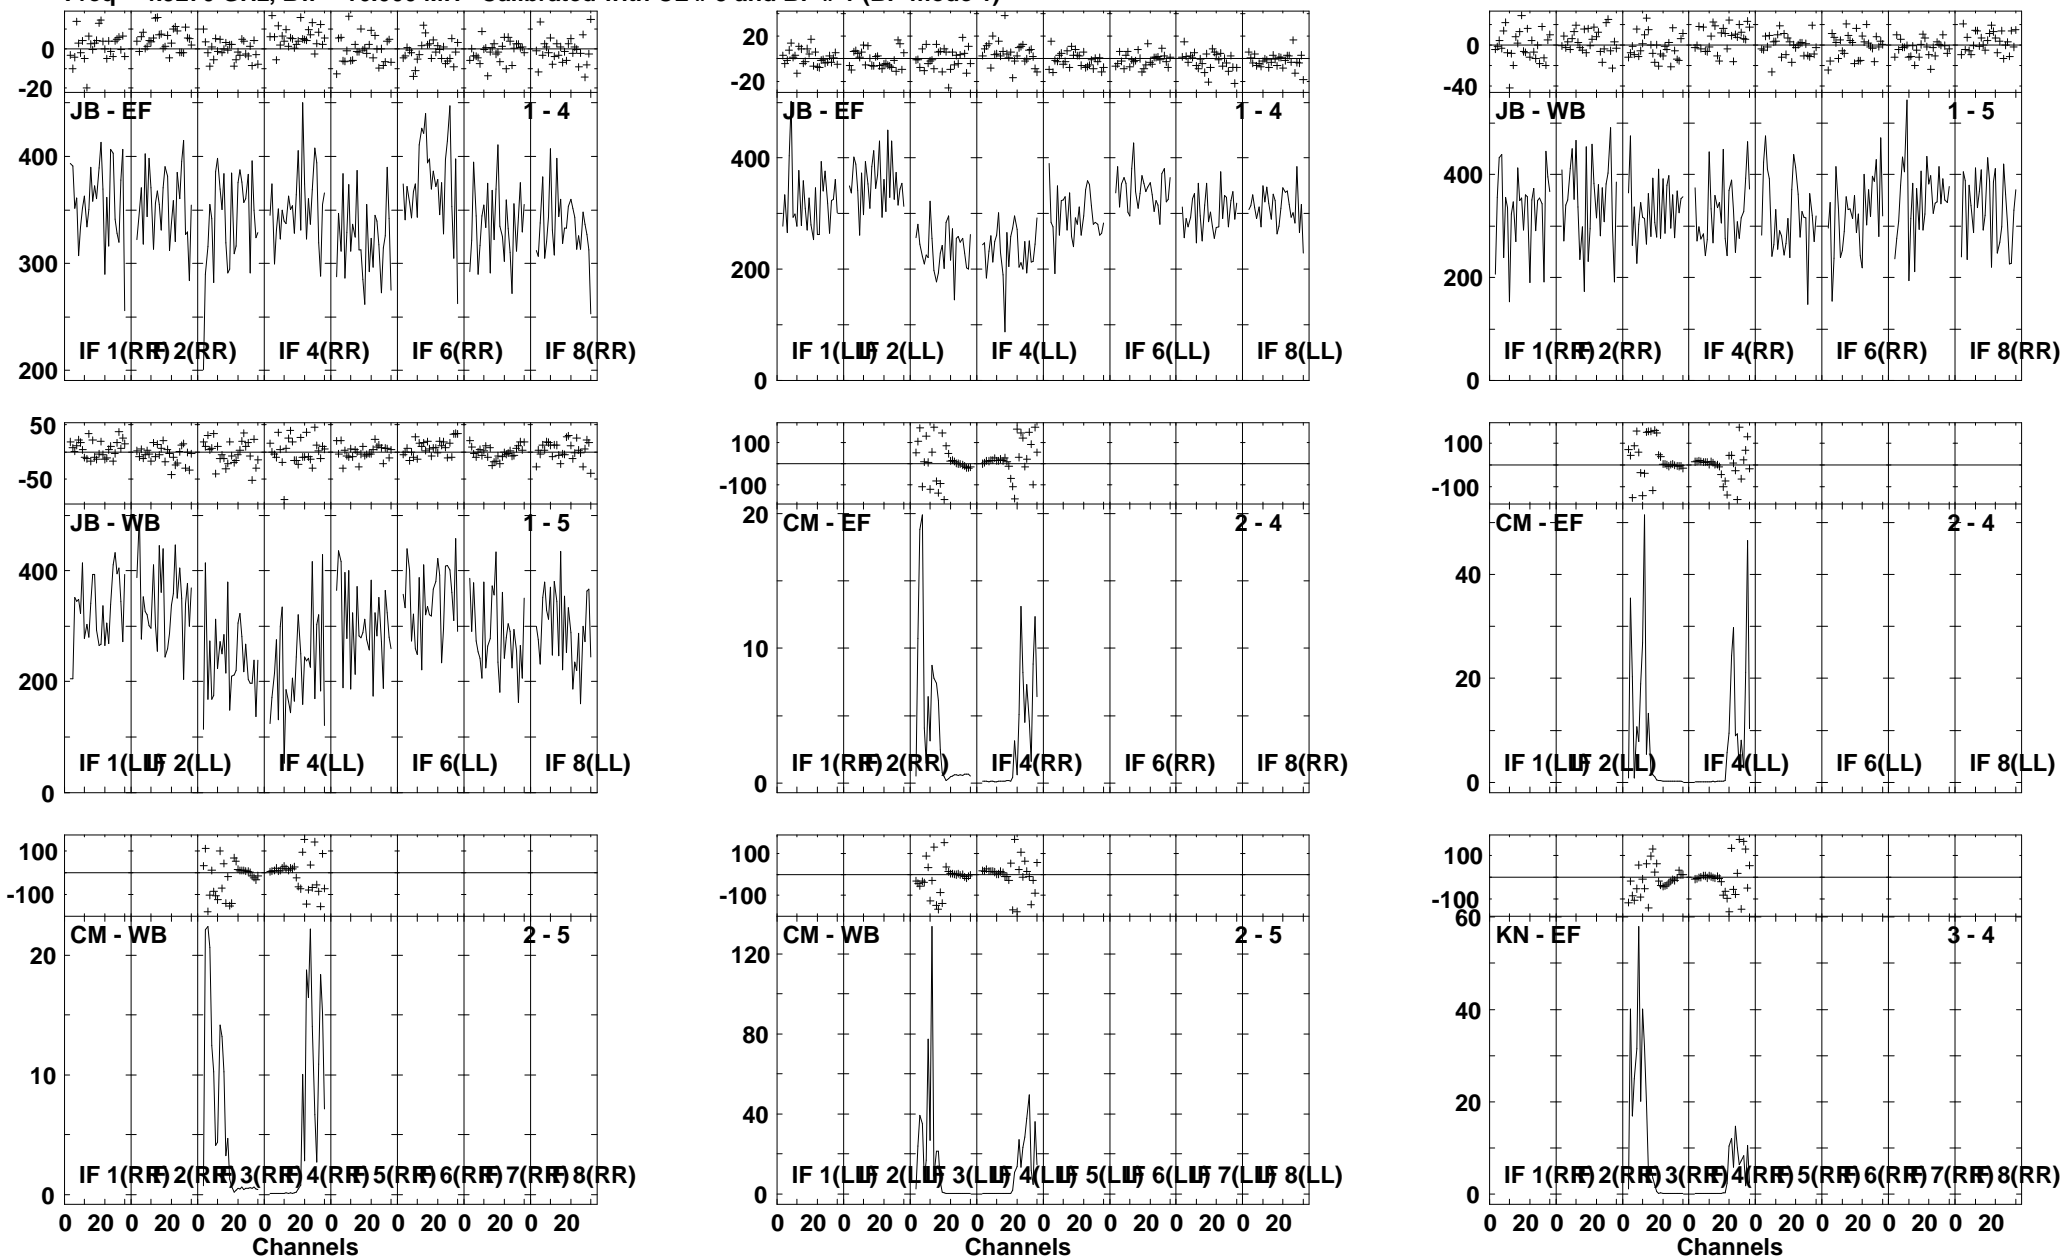 0
-20
JB - EF
1 - 4
400
300
200
IF 1(RR)
IF 2(RR)
IF 4(RR)
IF 6(RR)
IF 8(RR)
20
-20
JB - EF
1 - 4
400
200
0
IF 1(LL)
IF 2(LL)
IF 4(LL)
IF 6(LL)
IF 8(LL)
0
-40
JB - WB
1 - 5
400
200
0
IF 1(RR)
IF 2(RR)
IF 4(RR)
IF 6(RR)
IF 8(RR)
50
-50
JB - WB
1 - 5
400
200
0
IF 1(LL)
IF 2(LL)
IF 4(LL)
IF 6(LL)
IF 8(LL)
100
-100
CM - EF
2 - 4
20
10
0
IF 1(RR)
IF 2(RR)
IF 4(RR)
IF 6(RR)
IF 8(RR)
100
-100
CM - EF
2 - 4
40
20
0
IF 1(LL)
IF 2(LL)
IF 4(LL)
IF 6(LL)
IF 8(LL)
100
-100
CM - WB
2 - 5
20
10
0
IF 1(RR) IF 2(RR) IF 3(RR) IF 4(RR) IF 5(RR) IF 6(RR) IF 7(RR) IF 8(RR)
0 20 0 20 0 20 0 20 0 20 0 20 0 20 0 20
Channels
100
-100
CM - WB
2 - 5
120
80
40
0
IF 1(LL) IF 2(LL) IF 3(LL) IF 4(LL) IF 5(LL) IF 6(LL) IF 7(LL) IF 8(LL)
0 20 0 20 0 20 0 20 0 20 0 20 0 20 0 20
Channels
100
-100
60
KN - EF
3 - 4
40
20
0
IF 1(RR) IF 2(RR) IF 3(RR) IF 4(RR) IF 5(RR) IF 6(RR) IF 7(RR) IF 8(RR)
0 20 0 20 0 20 0 20 0 20 0 20 0 20 0 20
Channels